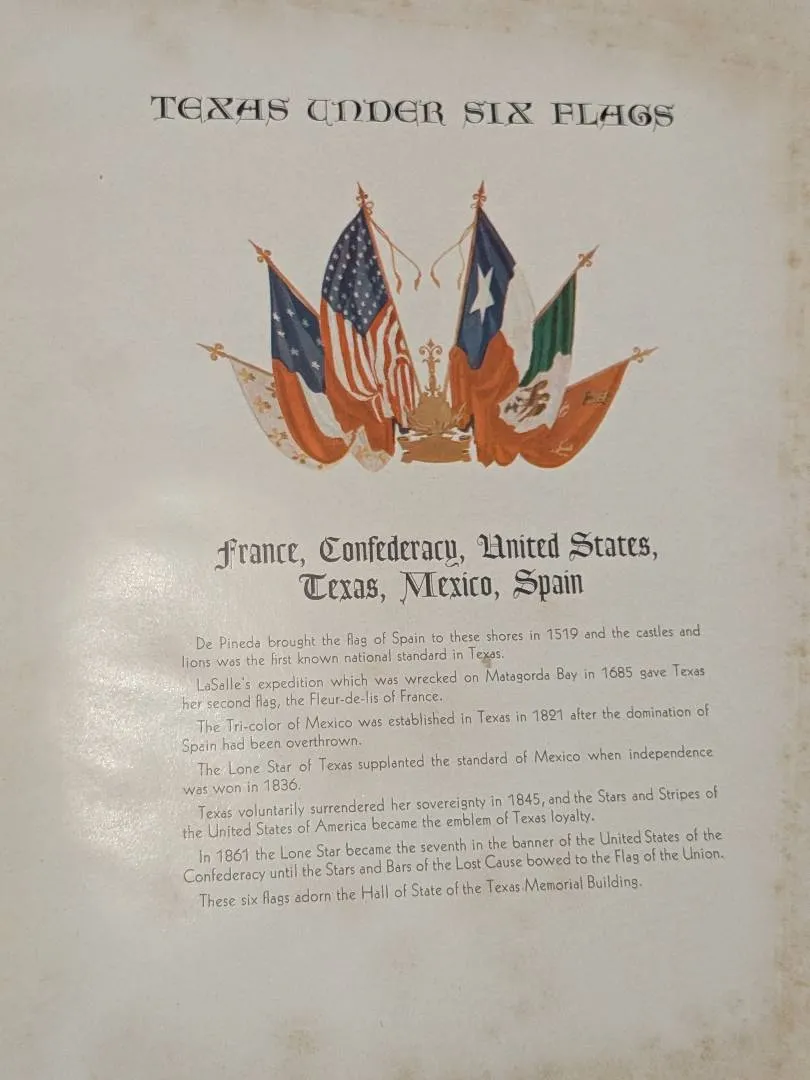 TEXAS UNDER SIX FLAGS
France, Confederacy, United States,
Texas, Mexico, Spain
De Pineda brought the flag of Spain to these shores in 1519 and the castles and
lions was the first known national standard in Texas.
LaSalle's expedition which was wrecked on Matagorda Bay in 1685 gave Texas
her second flag, the Fleur-de-lis of France.
The Tri-color of Mexico was established in Texas in 1821 after the domination of
Spain had been overthrown.
The Lone Star of Texas supplanted the standard of Mexico when independence
was won in 1836.
Texas voluntarily surrendered her sovereignty in 1845, and the Stars and Stripes of
the United States of America became the emblem of Texas loyalty.
In 1861 the Lone Star became the seventh in the banner of the United States of the
Confederacy until the Stars and Bars of the Lost Cause bowed to the Flag of the Union.
These six flags adorn the Hall of State of the Texas Memorial Building.